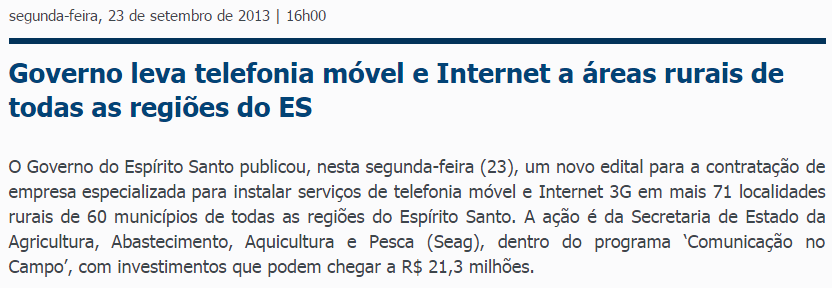 segunda-feira, 23 de setembro de 2013 | 16h00
Governo leva telefonia móvel e Internet a áreas rurais de
todas as regiões do ES
O Governo do Espírito Santo publicou, nesta segunda-feira (23), um novo edital para a contratação de
empresa especializada para instalar serviços de telefonia móvel e Internet 3G em mais 71 localidades
rurais de 60 municípios de todas as regiões do Espírito Santo. A ação é da Secretaria de Estado da
Agricultura, Abastecimento, Aquicultura e Pesca (Seag), dentro do programa ‘Comunicação no
Campo’, com investimentos que podem chegar a R$ 21,3 milhões.